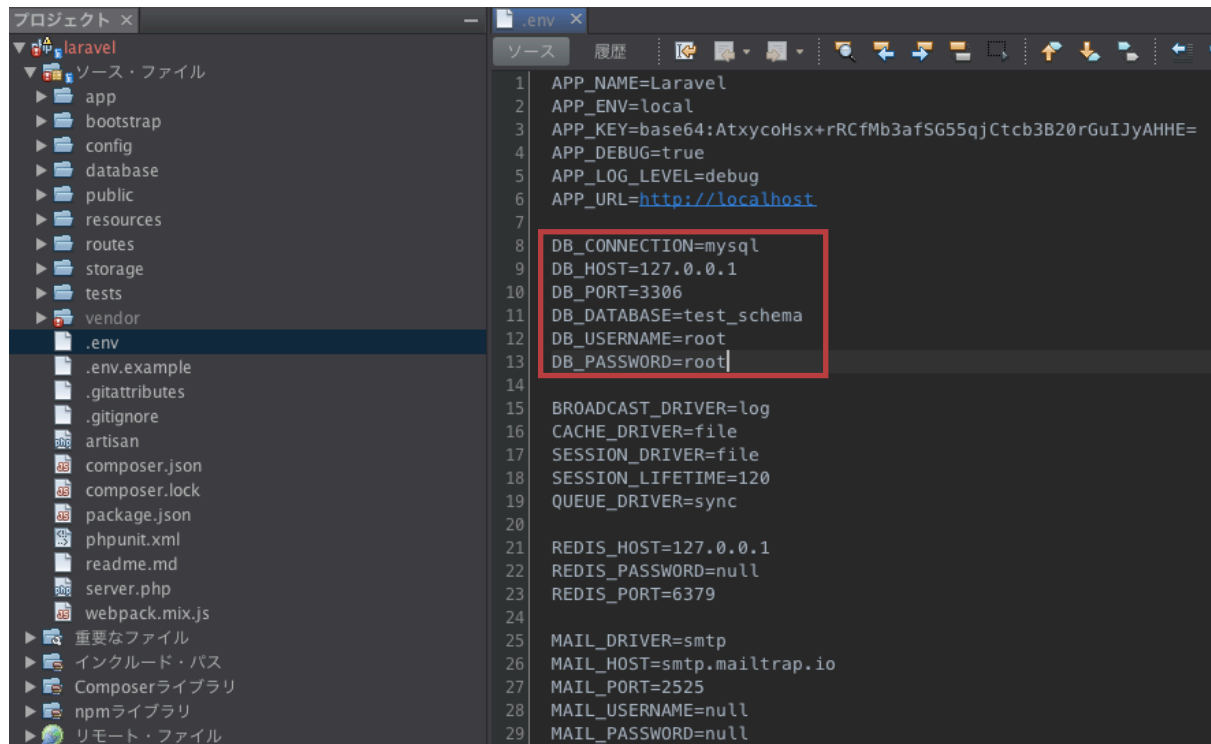 プロジェクト
laravel
ソース・ファイル
app
bootstrap
config
database
public
resources
routes
storage
tests
vendor
.env
.env.example
.gitattributes
.gitignore
artisan
composer.json
composer.lock
package.json
phpunit.xml
readme.md
server.php
webpack.mix.js
重要なファイル
インクルード・パス
Composerライブラリ
npmライブラリ
リモート・ファイル
.env
ソース 履歴
1 APP_NAME=Laravel
2 APP_ENV=local
3 APP_KEY=base64:AtxycoHsx+rRCfMb3afSG55qjCtcb3B20rGuIJyAHHE=
4 APP_DEBUG=true
5 APP_LOG_LEVEL=debug
6 APP_URL=http://localhost
7
8 DB_CONNECTION=mysql
9 DB_HOST=127.0.0.1
10 DB_PORT=3306
11 DB_DATABASE=test_schema
12 DB_USERNAME=root
13 DB_PASSWORD=root
14
15 BROADCAST_DRIVER=log
16 CACHE_DRIVER=file
17 SESSION_DRIVER=file
18 SESSION_LIFETIME=120
19 QUEUE_DRIVER=sync
20
21 REDIS_HOST=127.0.0.1
22 REDIS_PASSWORD=null
23 REDIS_PORT=6379
24
25 MAIL_DRIVER=smtp
26 MAIL_HOST=smtp.mailtrap.io
27 MAIL_PORT=2525
28 MAIL_USERNAME=null
29 MAIL_PASSWORD=null